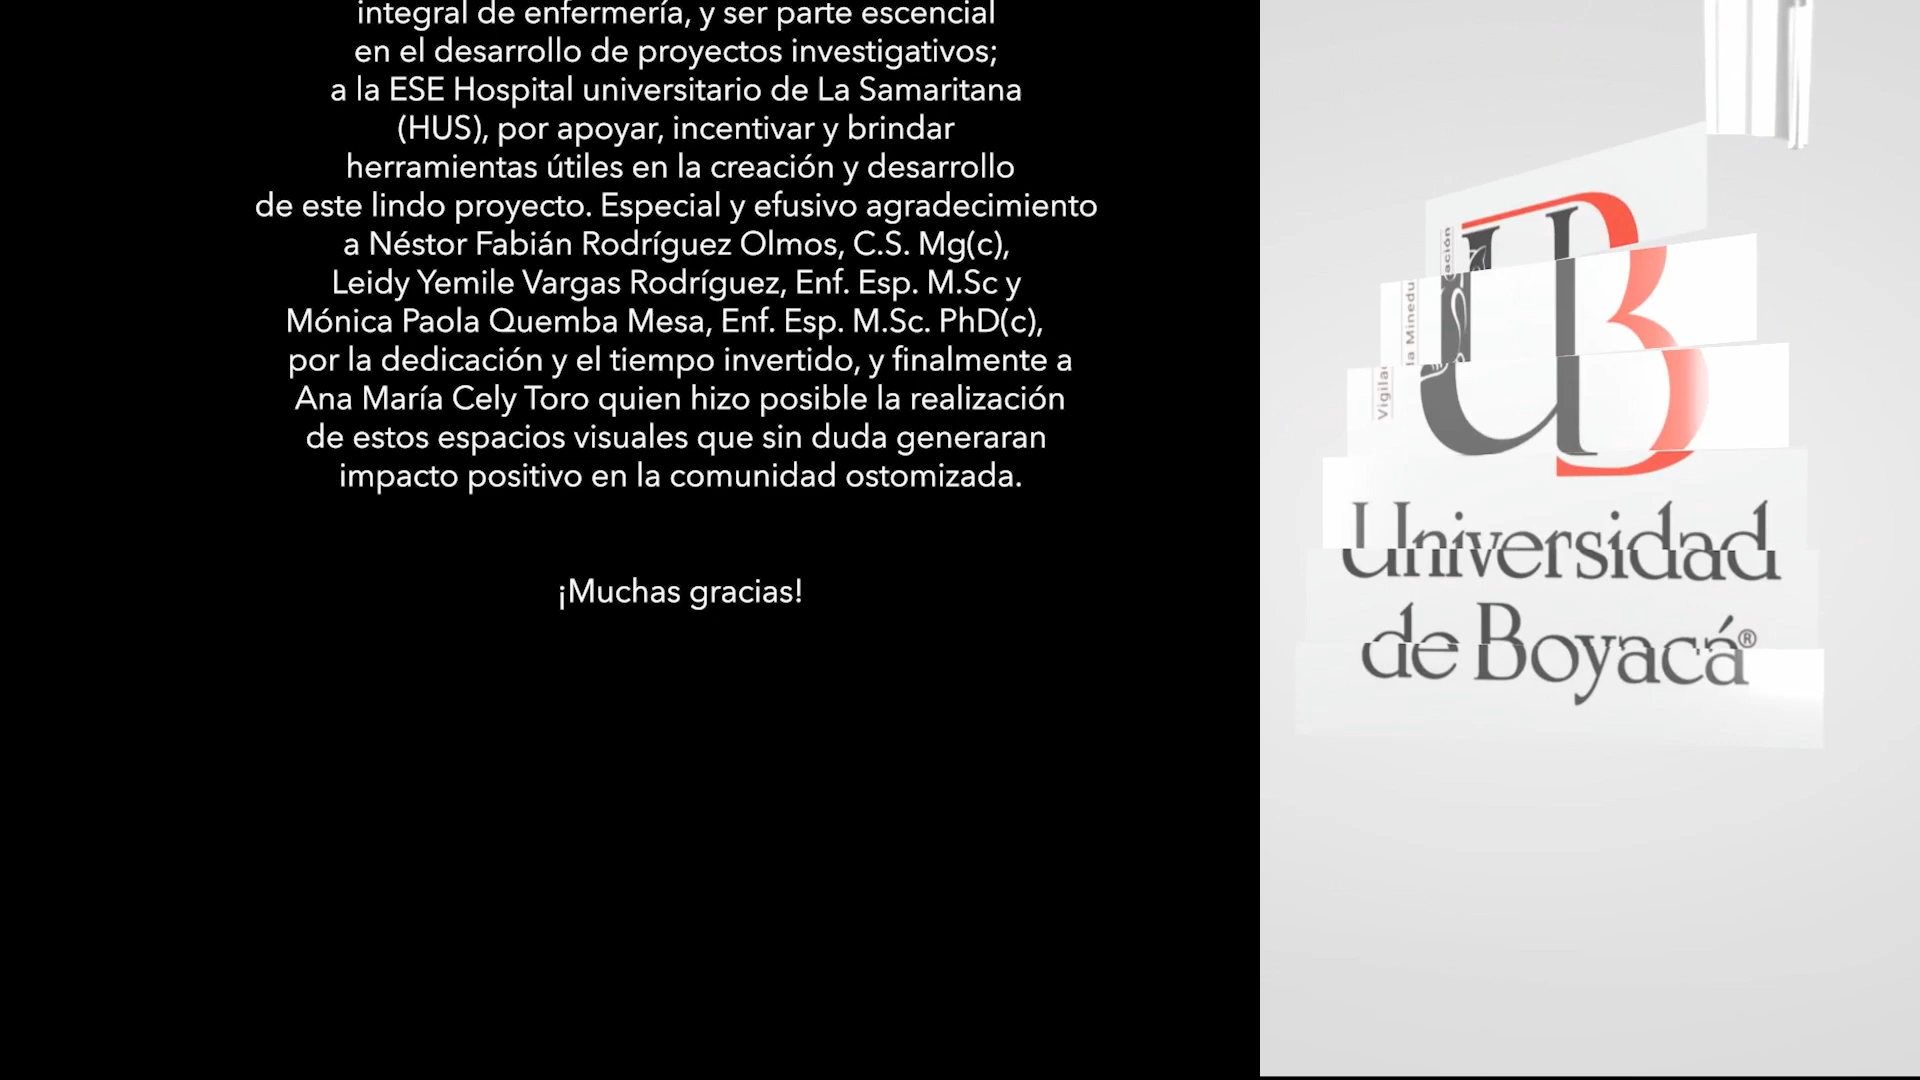 integral de enfermería, y ser parte escencial
en el desarrollo de proyectos investigativos;
a la ESE Hospital universitario de La Samaritana
(HUS), por apoyar, incentivar y brindar
herramientas útiles en la creación y desarrollo
de este lindo proyecto. Especial y efusivo agradecimiento
a Néstor Fabián Rodríguez Olmos, C.S. Mg(c),
Leidy Yemile Vargas Rodríguez, Enf. Esp. M.Sc y
Mónica Paola Quemba Mesa, Enf. Esp. M.Sc. PhD(c),
por la dedicación y el tiempo invertido, y finalmente a
Ana María Cely Toro quien hizo posible la realización
de estos espacios visuales que sin duda generaran
impacto positivo en la comunidad ostomizada.
¡Muchas gracias!
UB
Universidad
de Boyacá®